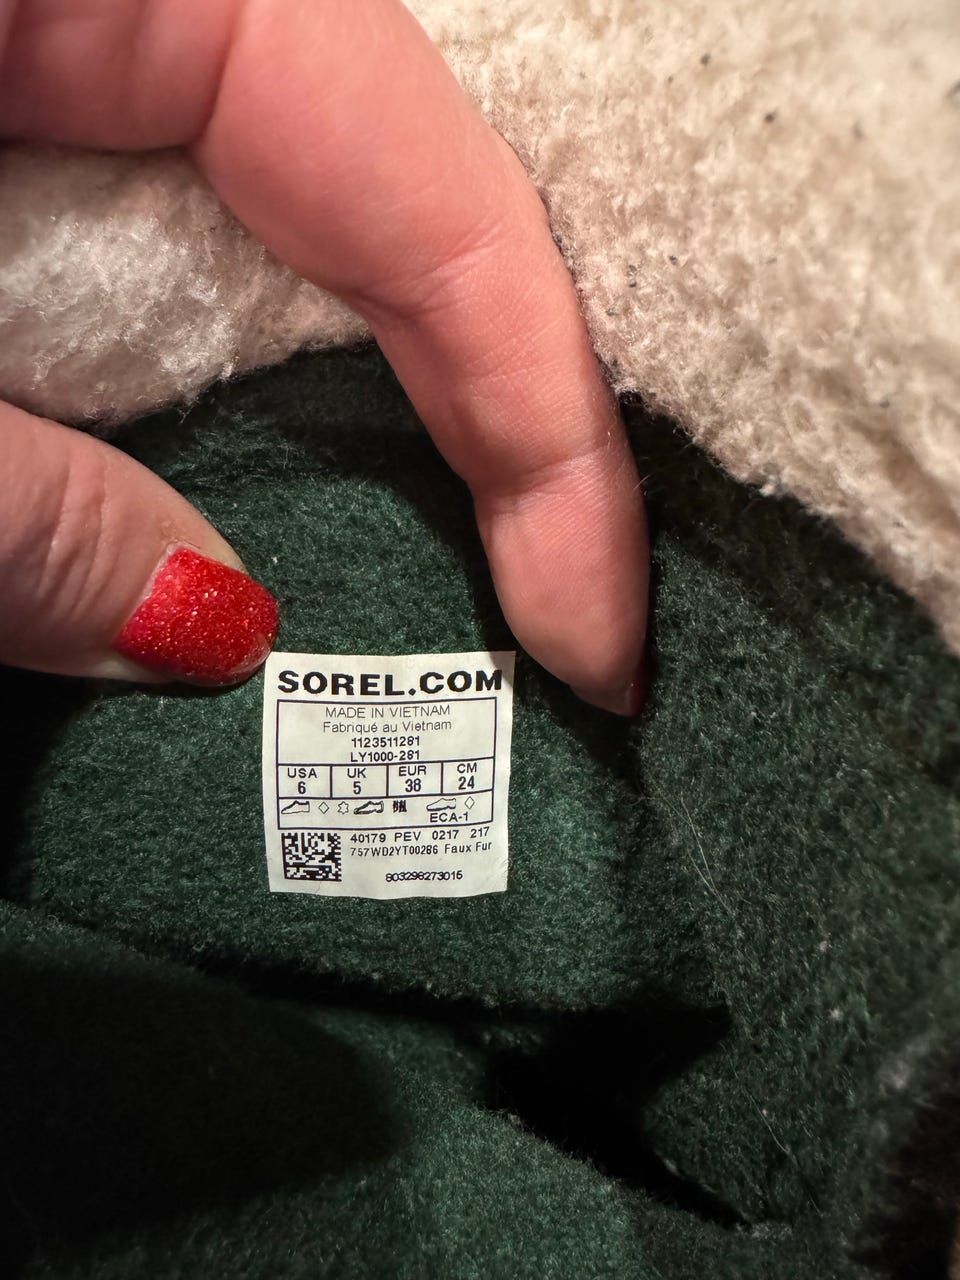 SOREL.COM
MADE IN VIETNAM
Fabriqué au Vietnam
1123511281
LY1000-281
USA UK EUR CM
6 5 38 24
ECA-1
40179 PEV 0217 217
757WD2YT00286 Faux Fur
803298273015